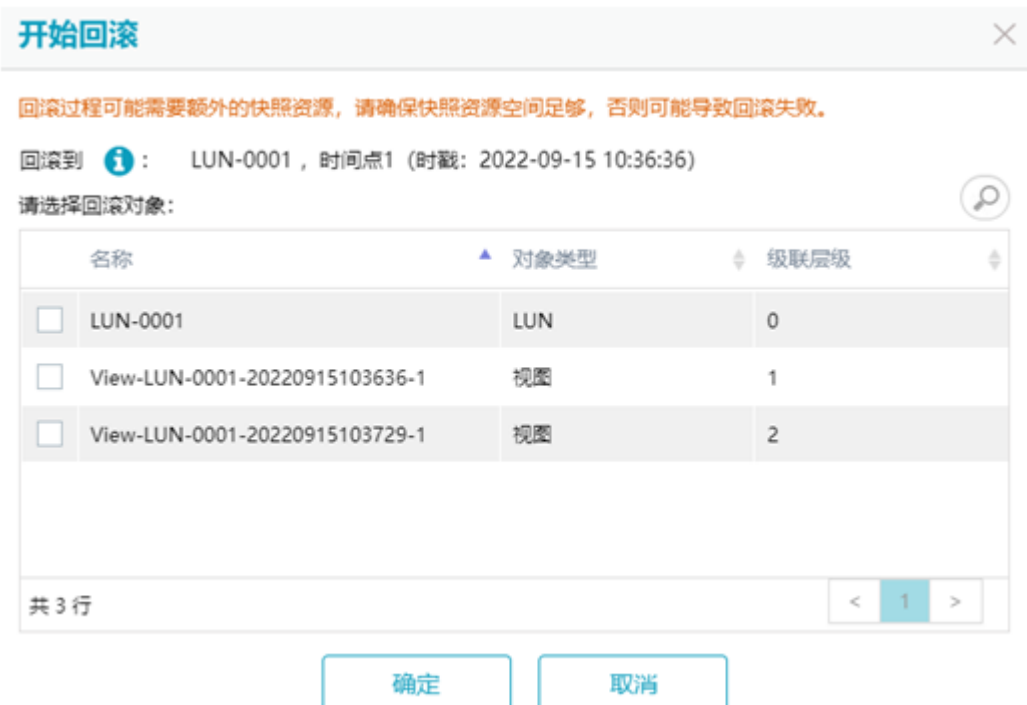 开始回滚
回滚过程可能需要额外的快照资源，请确保快照资源空间足够，否则可能导致回滚失败。
回滚到 i : LUN-0001 , 时间点1 (时戳: 2022-09-15 10:36:36)
请选择回滚对象:
名称 对象类型 级联层级
LUN-0001 LUN 0
View-LUN-0001-20220915103636-1 视图 1
View-LUN-0001-20220915103729-1 视图 2
共 3 行 < 1 >
确定 取消